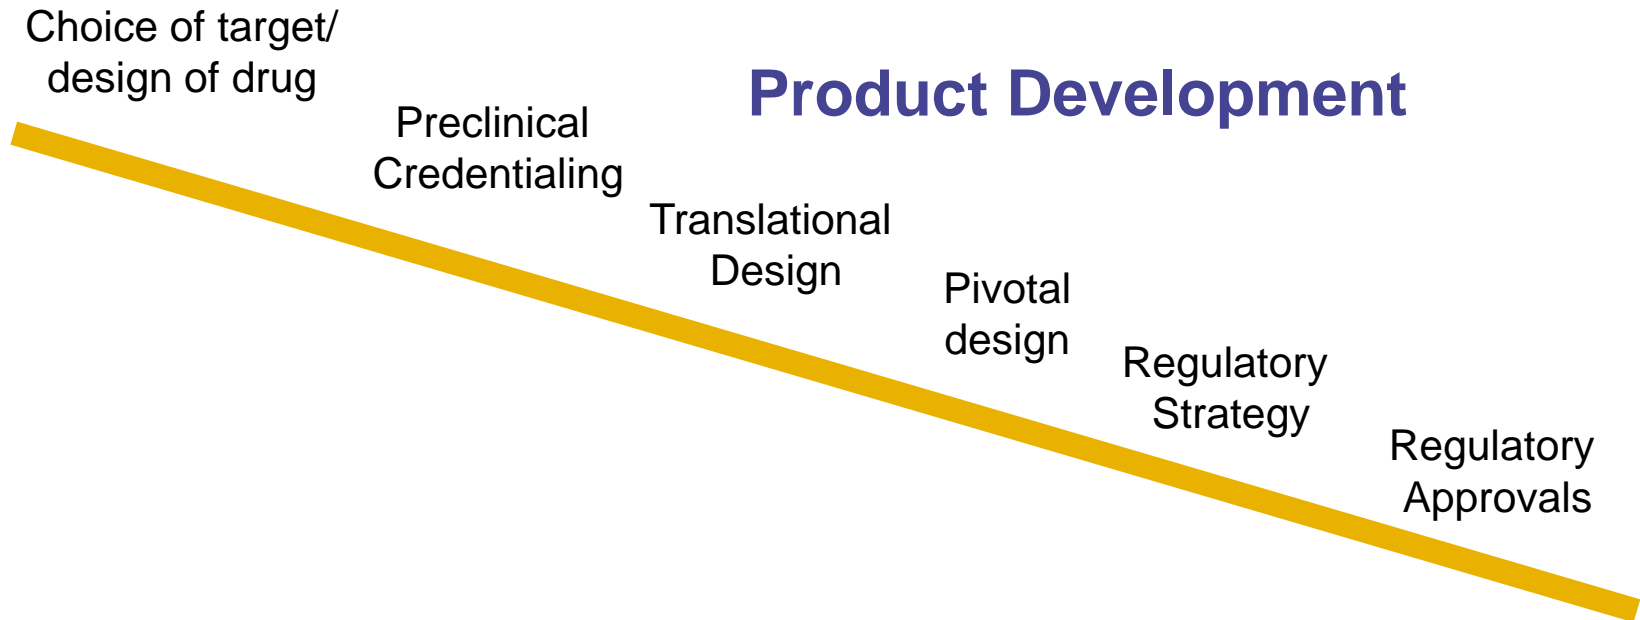 Choice of target/
design of drug
Product Development
Preclinical
Credentialing
Translational
Design
Pivotal
design
Regulatory
Strategy
Regulatory
Approvals